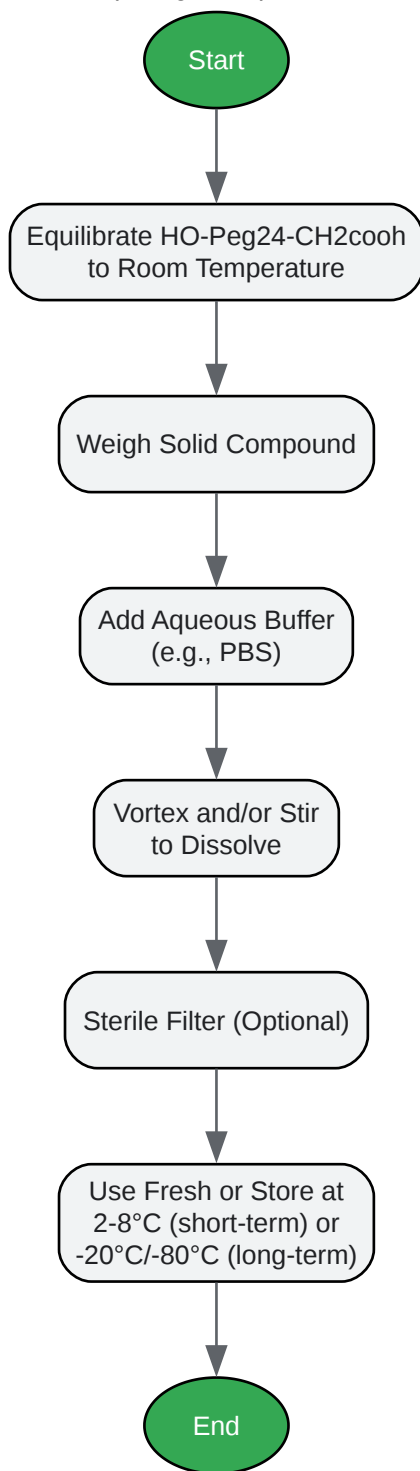 Start
Equilibrate HO-Peg24-CH2cooh
to Room Temperature
Weigh Solid Compound
Add Aqueous Buffer
(e.g., PBS)
Vortex and/or Stir
to Dissolve
Sterile Filter (Optional)
Use Fresh or Store at
2-8°C (short-term) or
-20°C/-80°C (long-term)
End